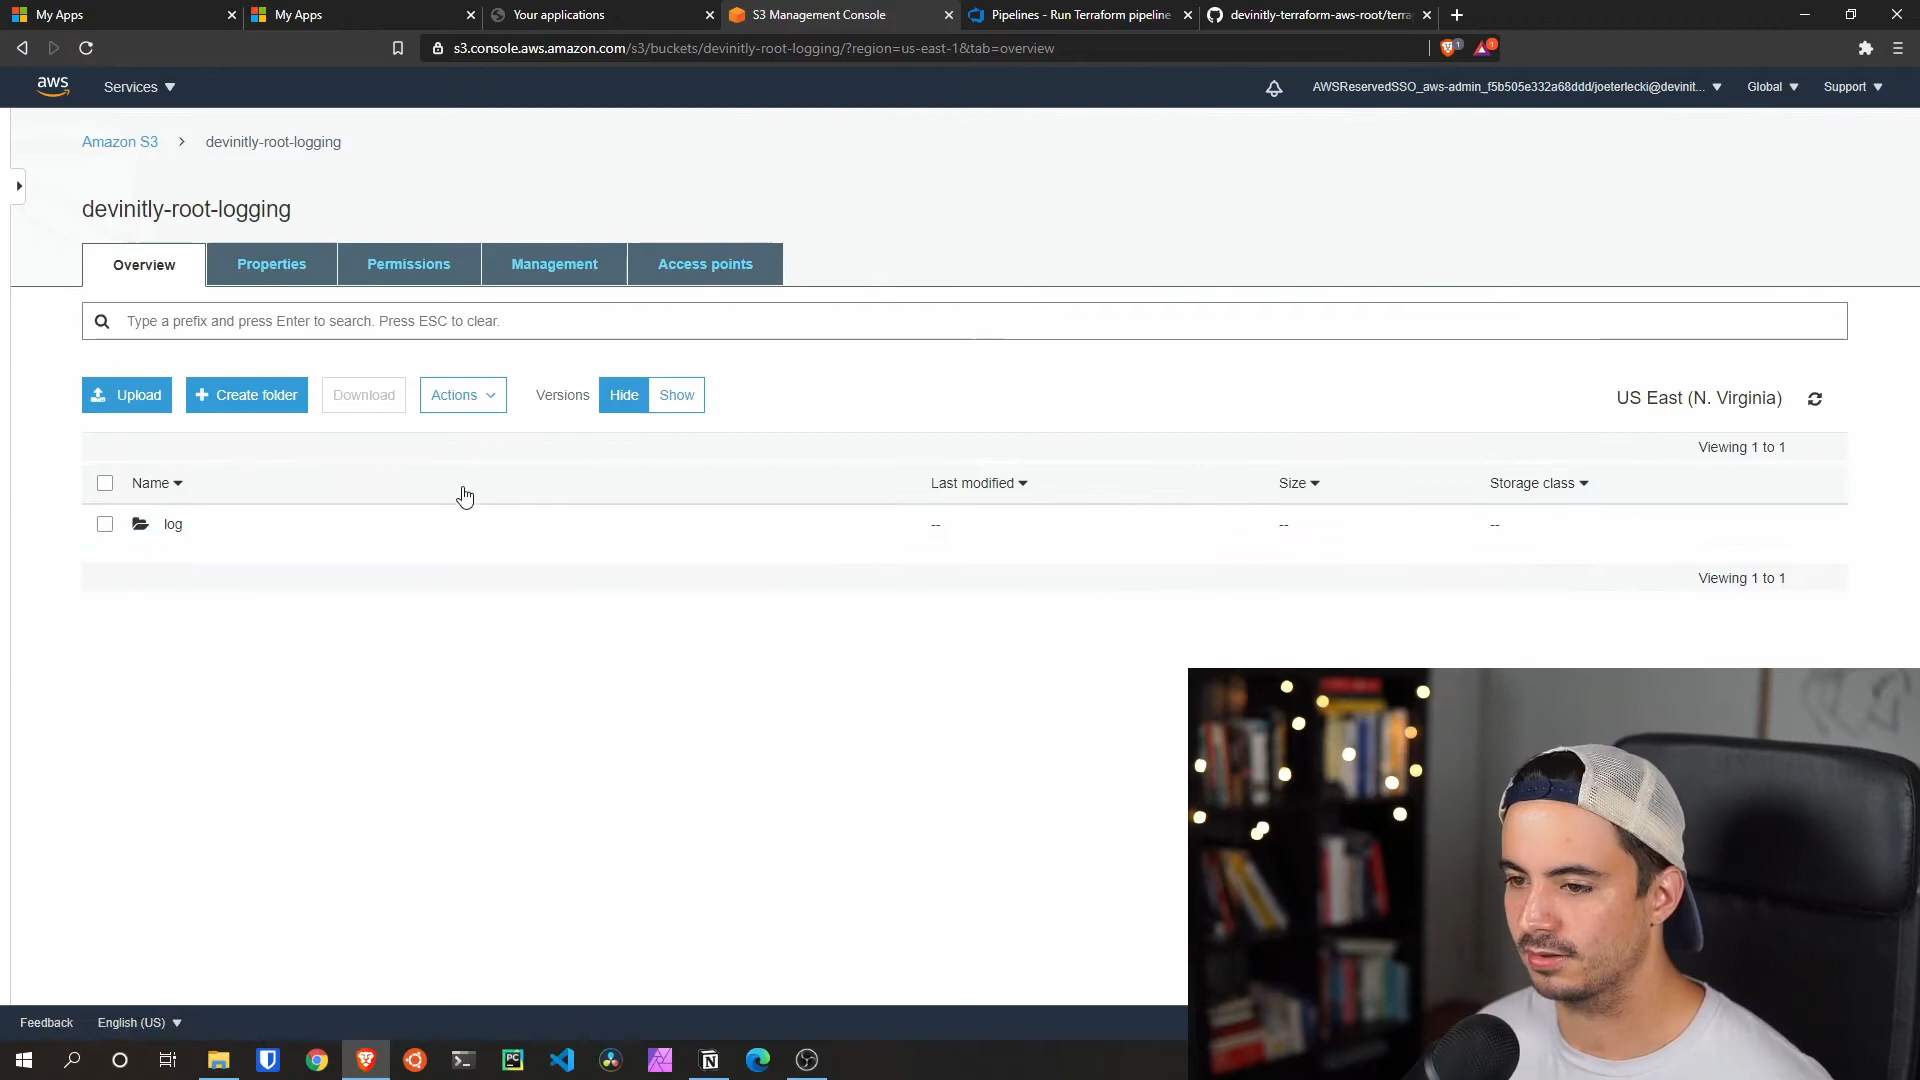 My Apps
My Apps
Your applications
S3 Management Console
Pipelines - Run Terraform pipeline
devinitly-terraform-aws-root/terra
s3.console.aws.amazon.com/s3/buckets/devinitly-root-logging/?region=us-east-1&tab=overview
1
1
aws
Services
AWSReservedSSO_aws-admin_f5b505e332a68ddd/joeterlecki@devinit...
Global
Support
Amazon S3
devinitly-root-logging
devinitly-root-logging
Overview
Properties
Permissions
Management
Access points
Type a prefix and press Enter to search. Press ESC to clear.
Upload
Create folder
Download
Actions
Versions
Hide
Show
US East (N. Virginia)
Viewing 1 to 1
Name
Last modified
Size
Storage class
log
--
--
--
Viewing 1 to 1
Feedback
English (US)
PC
N